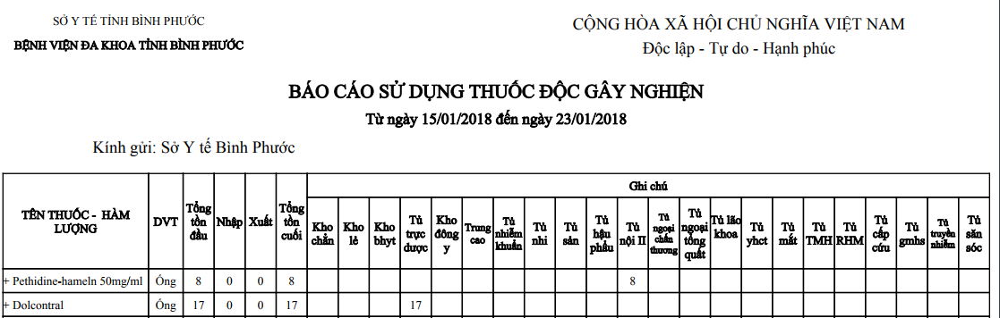 SỞ Y TẾ TỈNH BÌNH PHƯỚC
BỆNH VIỆN ĐA KHOA TỈNH BÌNH PHƯỚC
CỘNG HÒA XÃ HỘI CHỦ NGHĨA VIỆT NAM
Độc lập - Tự do - Hạnh phúc
BÁO CÁO SỬ DỤNG THUỐC ĐỘC GÂY NGHIỆN
Từ ngày 15/01/2018 đến ngày 23/01/2018
Kính gửi: Sở Y tế Bình Phước
TÊN THUỐC - HÀM
LƯỢNG
DVT
Tổng
tồn
đầu
Nhập
Xuất
Tổng
tồn
cuối
Ghi chú
Kho
chẵn
Kho
lẻ
Kho
bhyt
Tủ
trực
dược
Kho
đông
y
Trung
cao
Tủ
nhiễm
khuẩn
Tủ
nhi
Tủ
sản
Tủ
hậu
phẩu
Tủ
nội II
Tủ
ngoại
chấn
thương
Tủ
ngoại
tổng
quất
Tủ lão
khoa
Tủ
yhct
Tủ
mắt
Tủ
TMH
Tủ
RHM
Tủ
cấp
cứu
Tủ
gmhs
Tủ
truyền
nhiễm
Tủ
săn
sóc
+ Pethidine-hameln 50mg/ml Ống 8 0 0 8 8
+ Dolcontral Ống 17 0 0 17 17